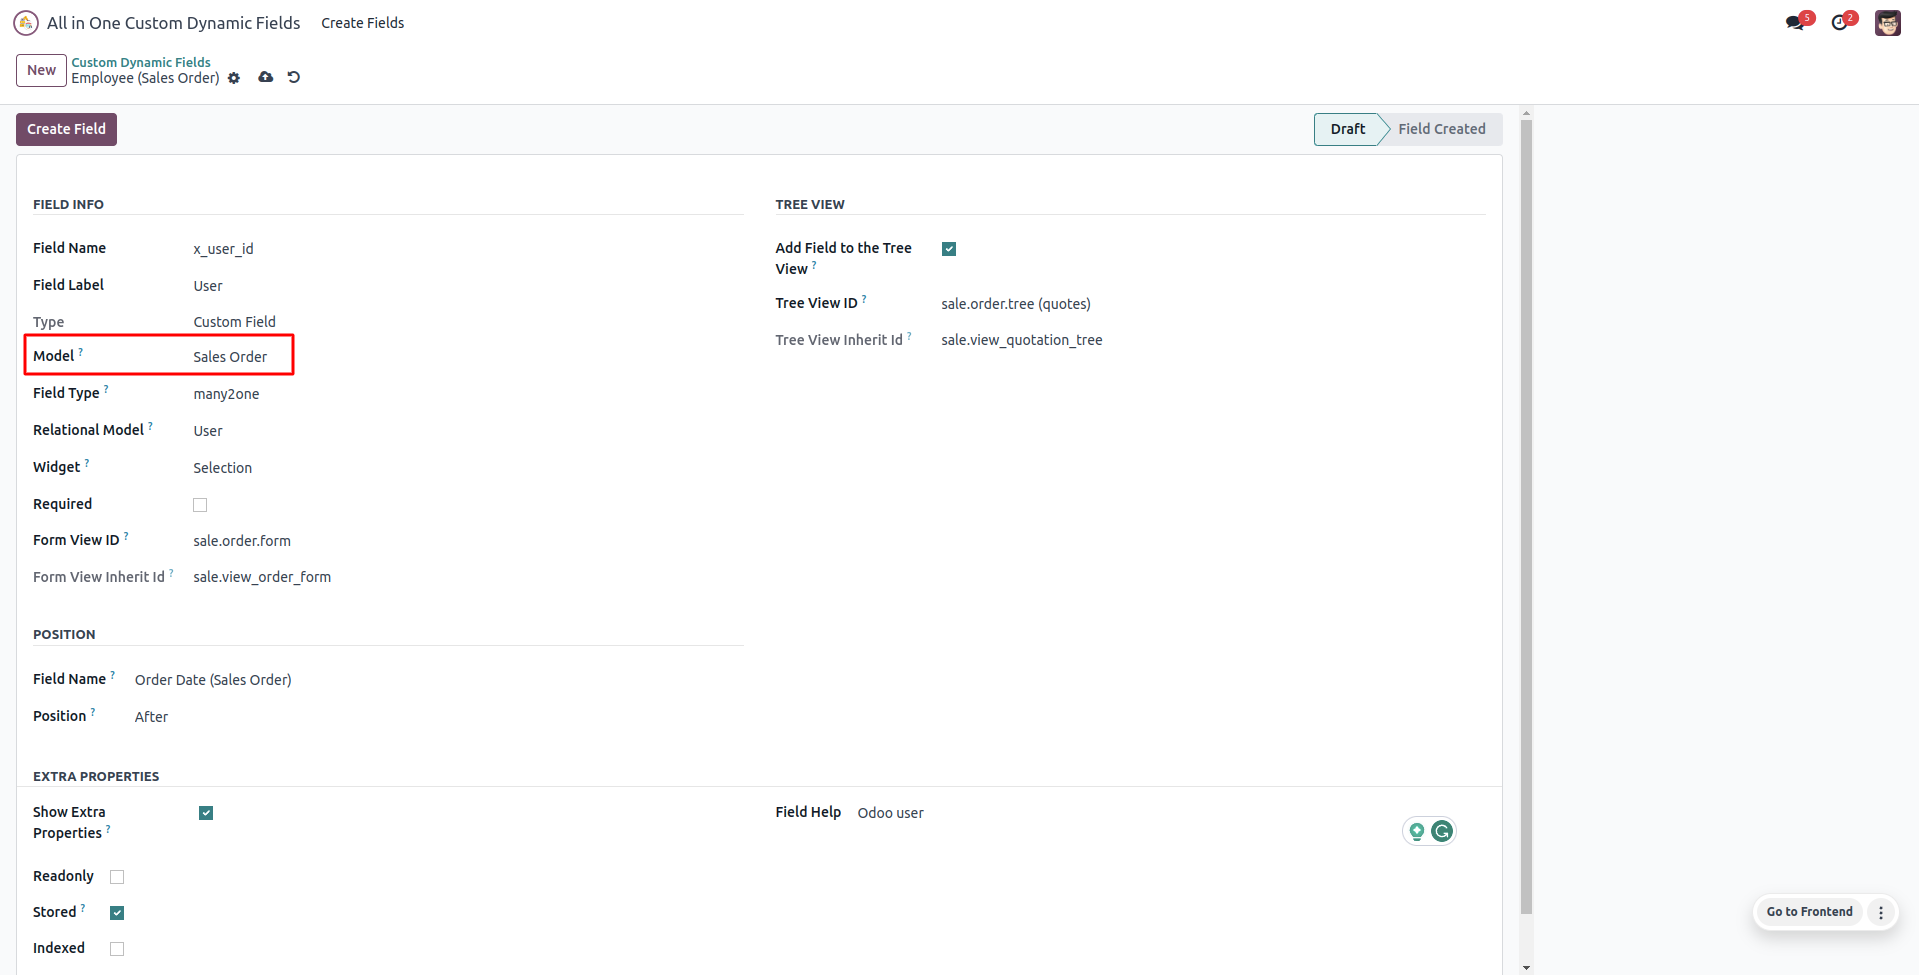 All in One Custom Dynamic Fields Create Fields 5 2
New Custom Dynamic Fields
Employee (Sales Order)
Create Field Draft Field Created
FIELD INFO
Field Name x_user_id
Field Label User
Type Custom Field
Model ? Sales Order
Field Type ? many2one
Relational Model ? User
Widget ? Selection
Required
Form View ID ? sale.order.form
Form View Inherit Id ? sale.view_order_form
TREE VIEW
Add Field to the Tree
View ?
Tree View ID ? sale.order.tree (quotes)
Tree View Inherit Id ? sale.view_quotation_tree
POSITION
Field Name ? Order Date (Sales Order)
Position ? After
EXTRA PROPERTIES
Show Extra
Properties ?
Readonly
Stored ?
Indexed
Field Help Odoo user
Go to Frontend